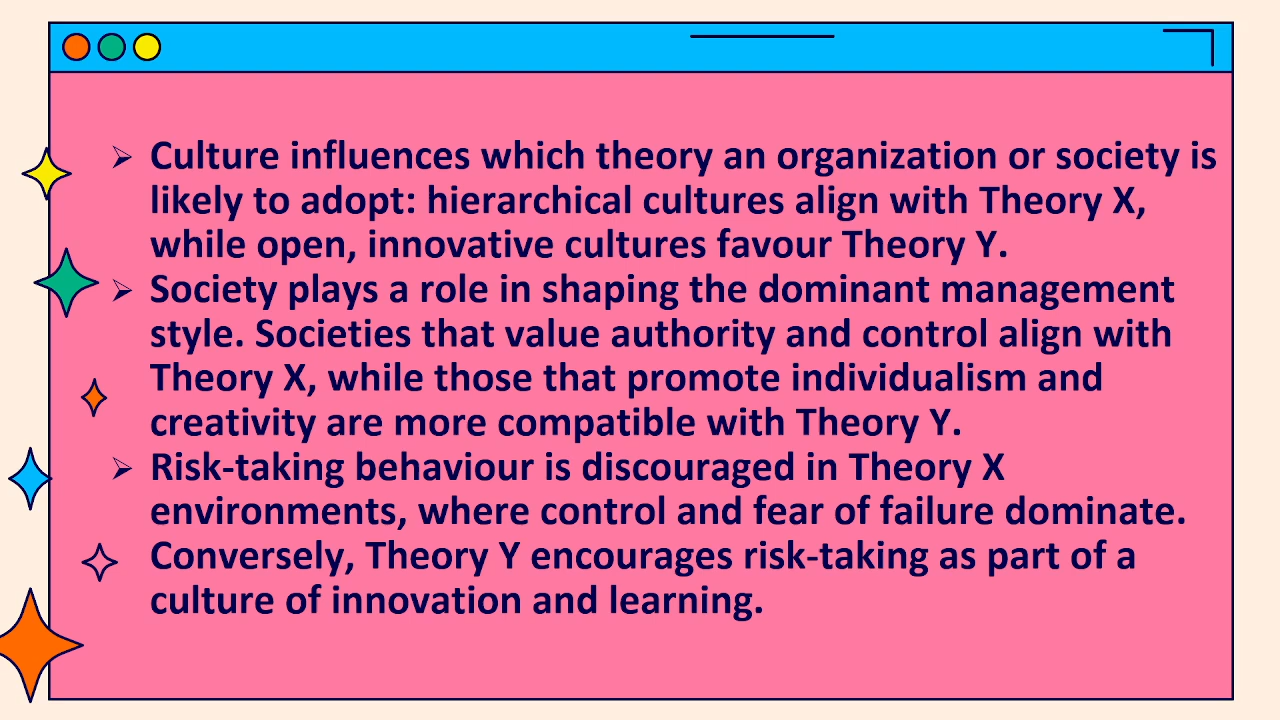 ➢ Culture influences which theory an organization or society is
likely to adopt: hierarchical cultures align with Theory X,
while open, innovative cultures favour Theory Y.
➢ Society plays a role in shaping the dominant management
style. Societies that value authority and control align with
Theory X, while those that promote individualism and
creativity are more compatible with Theory Y.
➢ Risk-taking behaviour is discouraged in Theory X
environments, where control and fear of failure dominate.
Conversely, Theory Y encourages risk-taking as part of a
culture of innovation and learning.